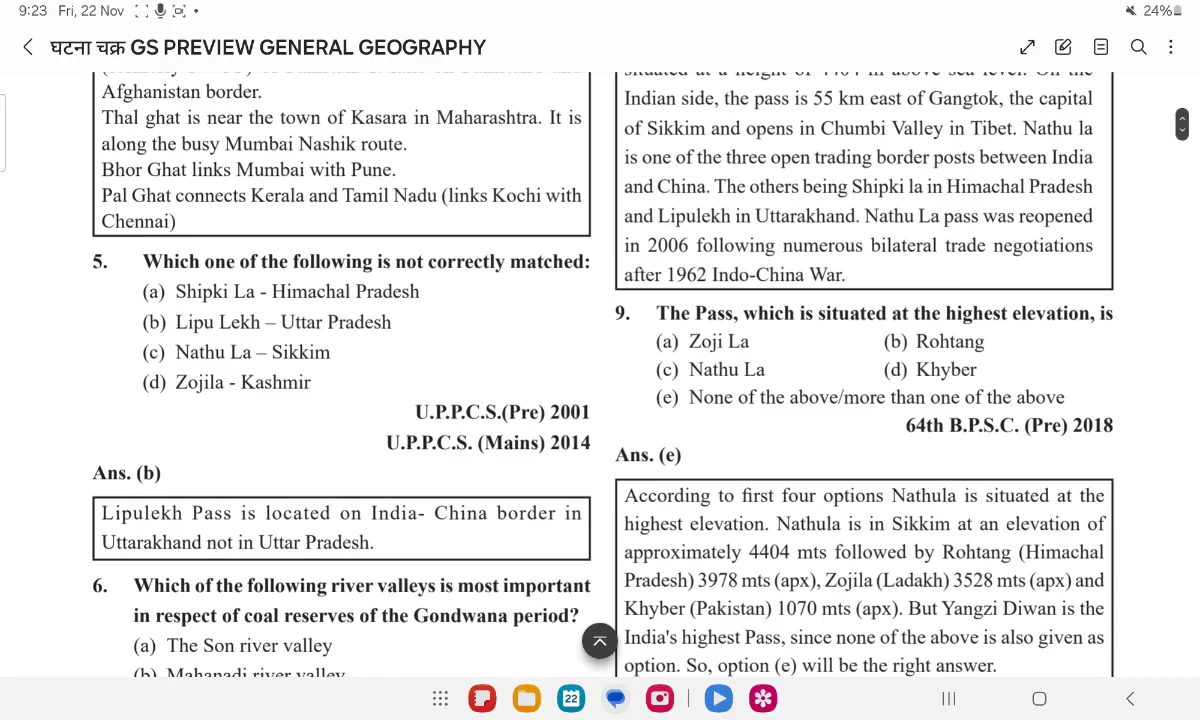 9:23 Fri, 22 Nov
24%
घटना चक्र GS PREVIEW GENERAL GEOGRAPHY
Afghanistan border.
Thal ghat is near the town of Kasara in Maharashtra. It is
along the busy Mumbai Nashik route.
Bhor Ghat links Mumbai with Pune.
Pal Ghat connects Kerala and Tamil Nadu (links Kochi with
Chennai)
5. Which one of the following is not correctly matched:
(a) Shipki La - Himachal Pradesh
(b) Lipu Lekh – Uttar Pradesh
(c) Nathu La – Sikkim
(d) Zojila - Kashmir
U.P.P.C.S.(Pre) 2001
U.P.P.C.S. (Mains) 2014
Ans. (b)
Lipulekh Pass is located on India- China border in
Uttarakhand not in Uttar Pradesh.
6. Which of the following river valleys is most important
in respect of coal reserves of the Gondwana period?
(a) The Son river valley
(b) Mahanadi river valley
situated at a height of 4404 m above sea level. On the
Indian side, the pass is 55 km east of Gangtok, the capital
of Sikkim and opens in Chumbi Valley in Tibet. Nathu la
is one of the three open trading border posts between India
and China. The others being Shipki la in Himachal Pradesh
and Lipulekh in Uttarakhand. Nathu La pass was reopened
in 2006 following numerous bilateral trade negotiations
after 1962 Indo-China War.
9. The Pass, which is situated at the highest elevation, is
(a) Zoji La (b) Rohtang
(c) Nathu La (d) Khyber
(e) None of the above/more than one of the above
64th B.P.S.C. (Pre) 2018
Ans. (e)
According to first four options Nathula is situated at the
highest elevation. Nathula is in Sikkim at an elevation of
approximately 4404 mts followed by Rohtang (Himachal
Pradesh) 3978 mts (apx), Zojila (Ladakh) 3528 mts (apx) and
Khyber (Pakistan) 1070 mts (apx). But Yangzi Diwan is the
India's highest Pass, since none of the above is also given as
option. So, option (e) will be the right answer.
22